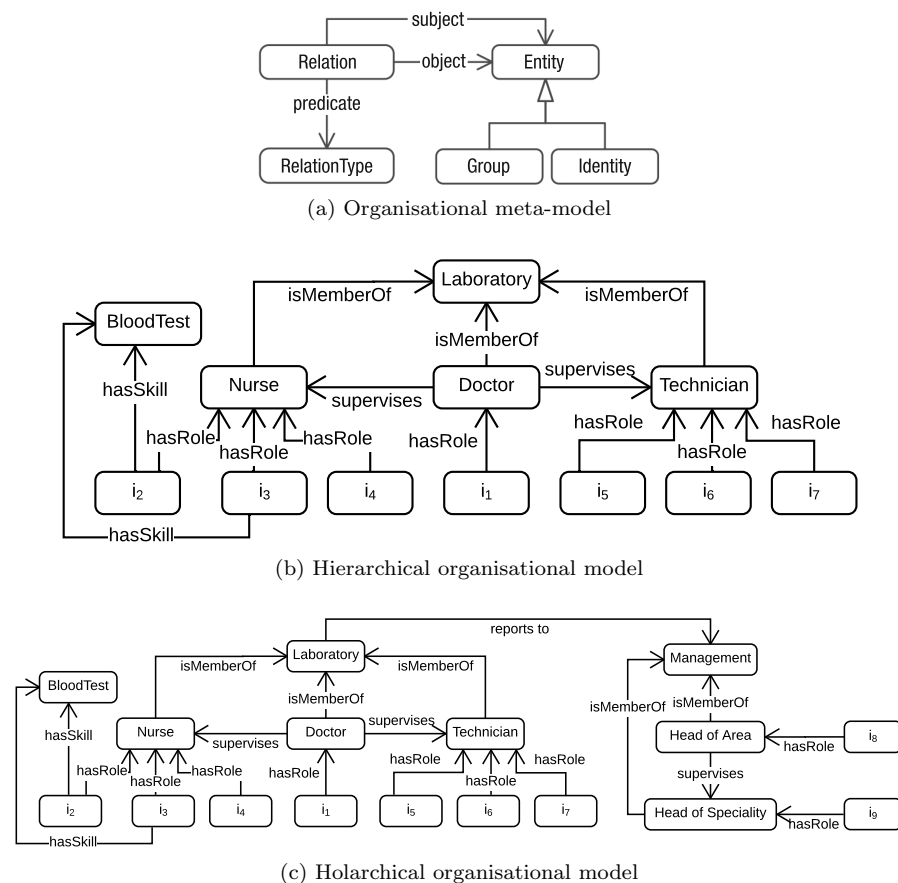 subject
Relation
object
Entity
predicate
RelationType
Group
Identity
(a) Organisational meta-model
Laboratory
isMemberOf
isMemberOf
BloodTest
isMemberOf
hasSkill
Nurse
supervises
Doctor
supervises
Technician
hasRole
hasRole
hasRole
hasRole
hasRole
hasRole
hasRole
i2
i3
i4
i1
i5
i6
i7
hasSkill
(b) Hierarchical organisational model
reports to
Laboratory
Management
isMemberOf
isMemberOf
BloodTest
isMemberOf
isMemberOf
isMemberOf
hasSkill
Nurse
supervises
Doctor
supervises
Technician
Head of Area
hasRole
i8
hasRole
hasRole
hasRole
hasRole
hasRole
hasRole
hasRole
supervises
i2
i3
i4
i1
i5
i6
i7
Head of Speciality
hasRole
i9
hasSkill
(c) Holarchical organisational model